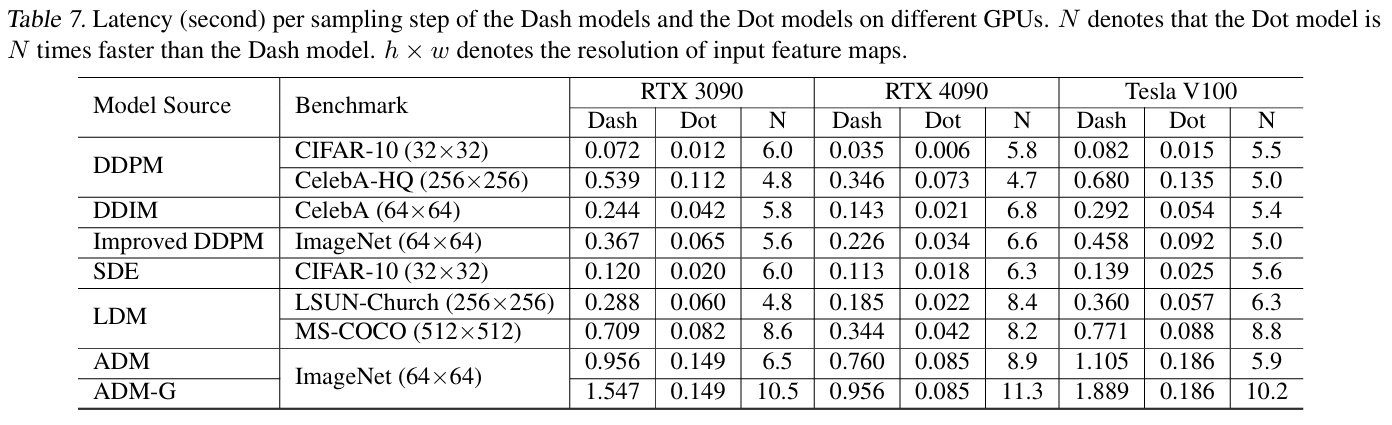 Table 7. Latency (second) per sampling step of the Dash models and the Dot models on different GPUs. N denotes that the Dot model is
N times faster than the Dash model. h × w denotes the resolution of input feature maps.
Model Source Benchmark RTX 3090 RTX 4090 Tesla V100
Dash Dot N Dash Dot N Dash Dot N
DDPM CIFAR-10 (32×32) 0.072 0.012 6.0 0.035 0.006 5.8 0.082 0.015 5.5
CelebA-HQ (256×256) 0.539 0.112 4.8 0.346 0.073 4.7 0.680 0.135 5.0
DDIM CelebA (64×64) 0.244 0.042 5.8 0.143 0.021 6.8 0.292 0.054 5.4
Improved DDPM ImageNet (64×64) 0.367 0.065 5.6 0.226 0.034 6.6 0.458 0.092 5.0
SDE CIFAR-10 (32×32) 0.120 0.020 6.0 0.113 0.018 6.3 0.139 0.025 5.6
LDM LSUN-Church (256×256) 0.288 0.060 4.8 0.185 0.022 8.4 0.360 0.057 6.3
MS-COCO (512×512) 0.709 0.082 8.6 0.344 0.042 8.2 0.771 0.088 8.8
ADM ImageNet (64×64) 0.956 0.149 6.5 0.760 0.085 8.9 1.105 0.186 5.9
ADM-G 1.547 0.149 10.5 0.956 0.085 11.3 1.889 0.186 10.2